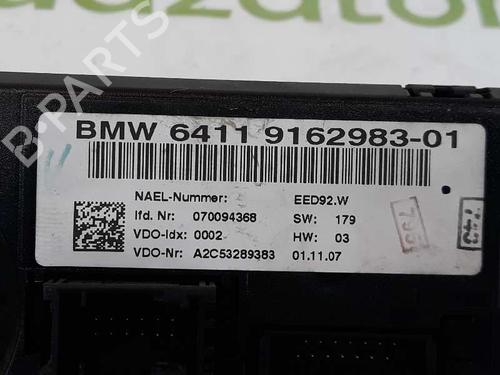 BMW 6411 9162983-01
NAEL-Nummer: EED92.W
lfd. Nr: 070094368 SW: 179
VDO-Idx: 0002 HW: 03
VDO-Nr: A2C53289383 01.11.07
B-Parts